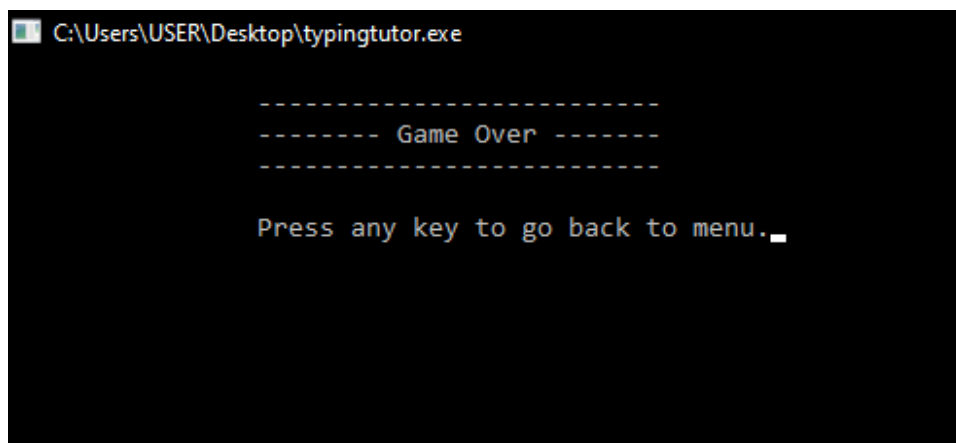 C:\Users\USER\Desktop\typingtutor.exe
--------------------------
-------- Game Over -------
--------------------------
Press any key to go back to menu.